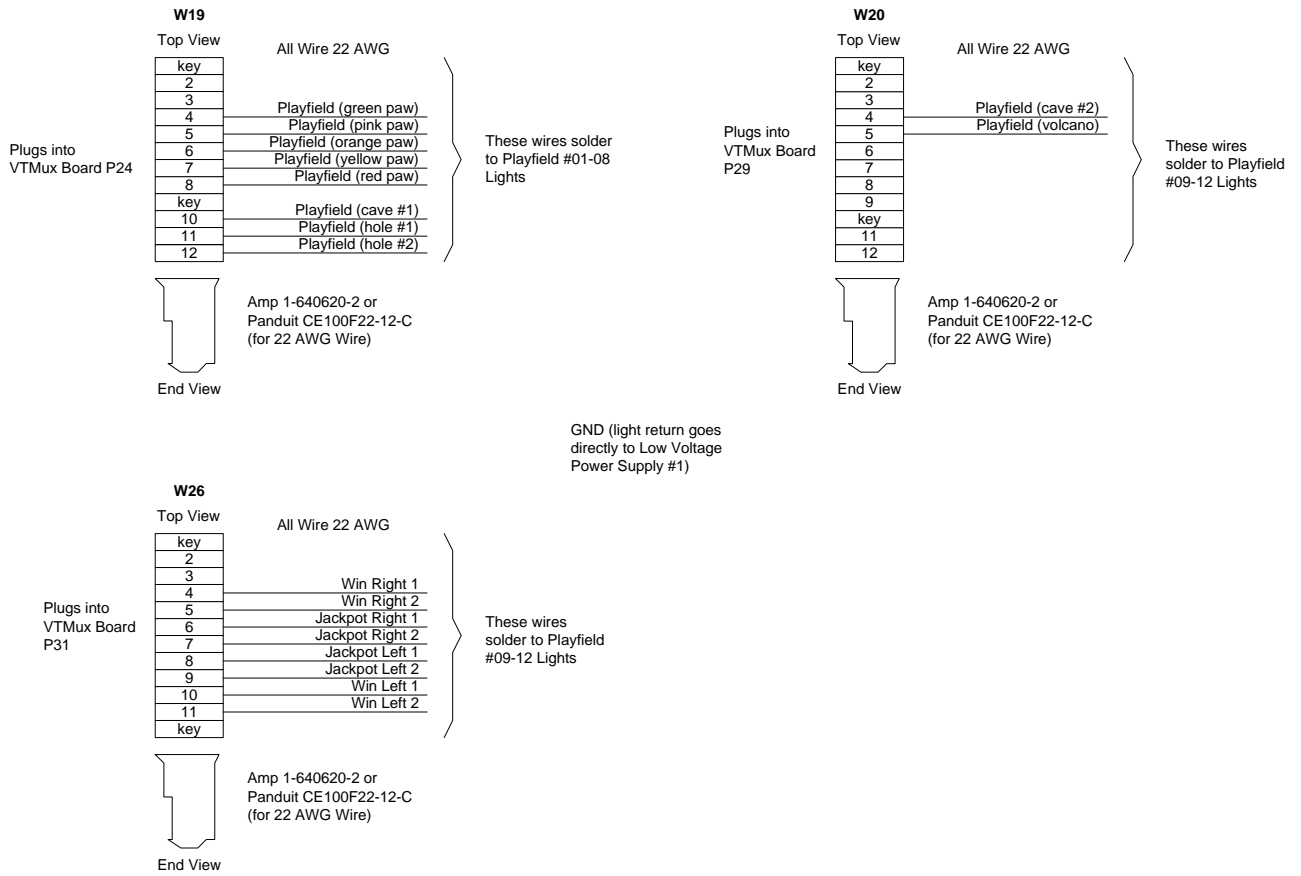 W19
Top View
All Wire 22 AWG
key
2
3
4
5
6
7
8
key
10
11
12
Playfield (green paw)
Playfield (pink paw)
Playfield (orange paw)
Playfield (yellow paw)
Playfield (red paw)
Playfield (cave #1)
Playfield (hole #1)
Playfield (hole #2)
Plugs into
VTMux Board P24
These wires solder
to Playfield #01-08
Lights
Amp 1-640620-2 or
Panduit CE100F22-12-C
(for 22 AWG Wire)
End View
W20
Top View
All Wire 22 AWG
key
2
3
4
5
6
7
8
9
key
11
12
Playfield (cave #2)
Playfield (volcano)
Plugs into
VTMux Board
P29
These wires
solder to Playfield
#09-12 Lights
Amp 1-640620-2 or
Panduit CE100F22-12-C
(for 22 AWG Wire)
End View
GND (light return goes
directly to Low Voltage
Power Supply #1)
W26
Top View
All Wire 22 AWG
key
2
3
4
5
6
7
8
9
10
11
key
Win Right 1
Win Right 2
Jackpot Right 1
Jackpot Right 2
Jackpot Left 1
Jackpot Left 2
Win Left 1
Win Left 2
Plugs into
VTMux Board
P31
These wires
solder to Playfield
#09-12 Lights
Amp 1-640620-2 or
Panduit CE100F22-12-C
(for 22 AWG Wire)
End View